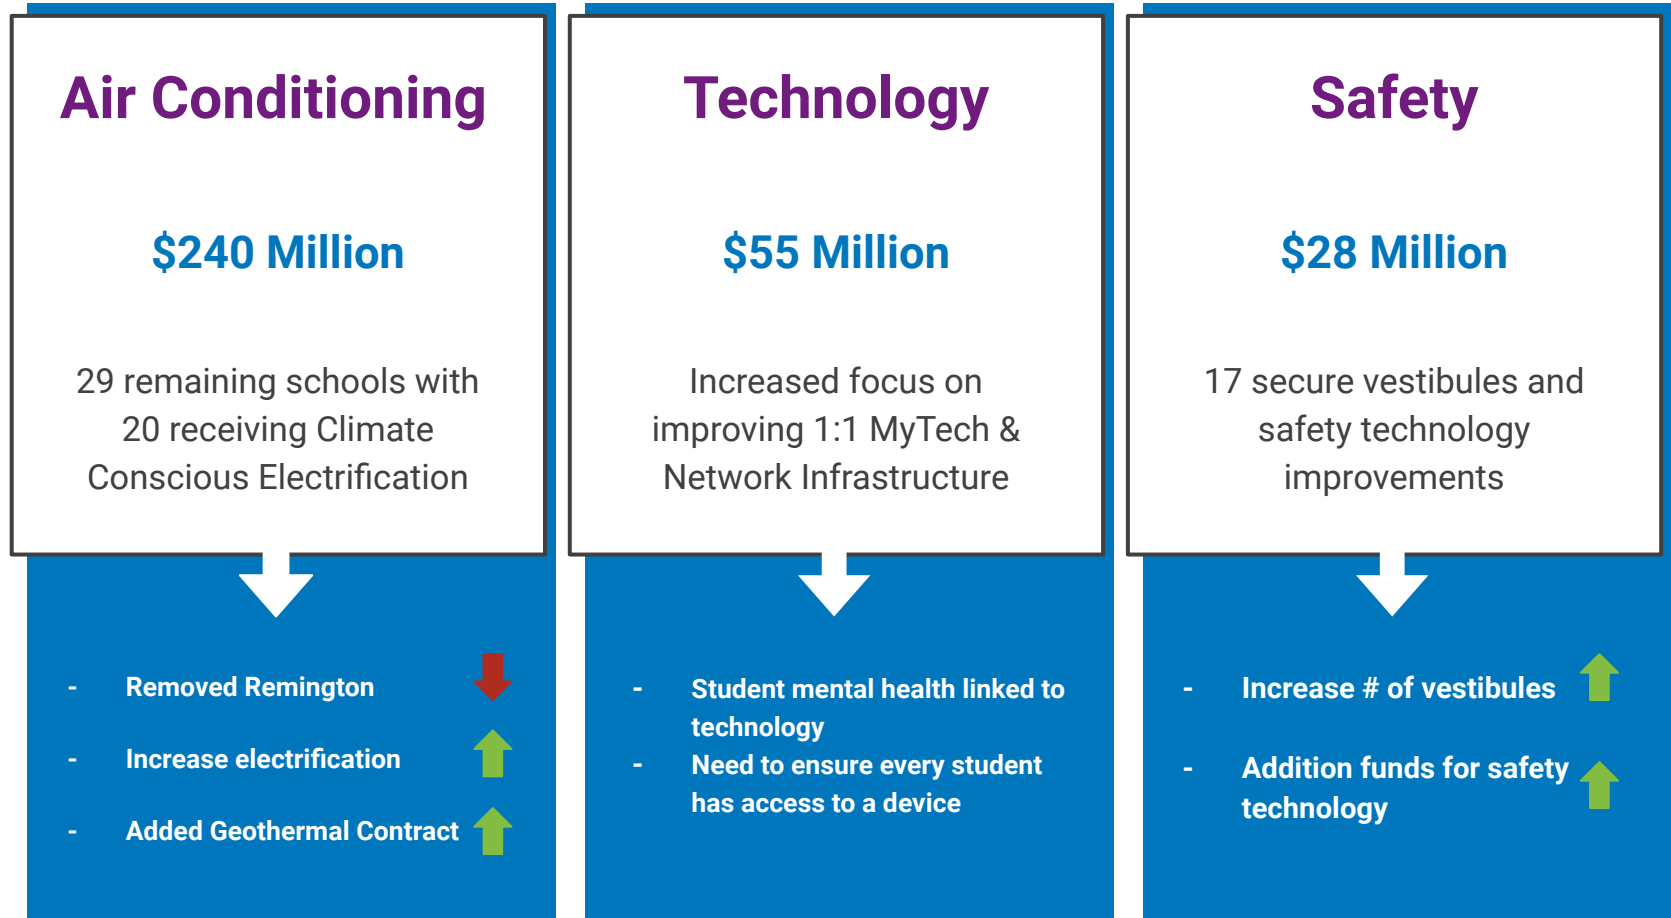 Air Conditioning
$240 Million
29 remaining schools with
20 receiving Climate
Conscious Electrification
- Removed Remington
- Increase electrification
- Added Geothermal Contract
Technology
$55 Million
Increased focus on
improving 1:1 MyTech &
Network Infrastructure
- Student mental health linked to
technology
- Need to ensure every student
has access to a device
Safety
$28 Million
17 secure vestibules and
safety technology
improvements
- Increase # of vestibules
- Addition funds for safety
technology